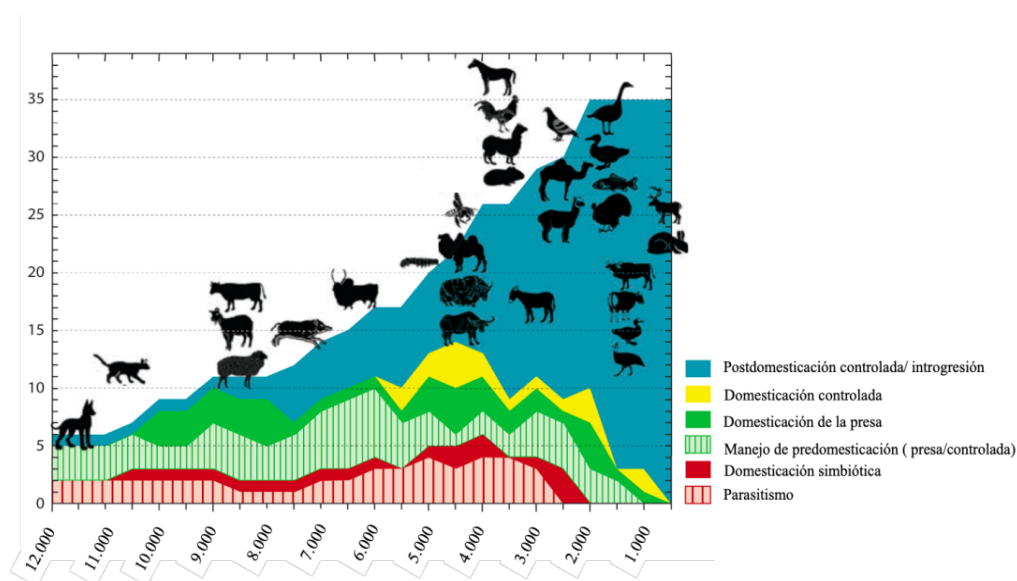 35
30
25
20
15
10
5
0
12.000 11.000 10.000 9.000 8.000 7.000 6.000 5.000 4.000 3.000 2.000 1.000
Postdomesticación controlada/ introgresión
Domesticación controlada
Domesticación de la presa
Manejo de predomesticación ( presa/controlada)
Domesticación simbiótica
Parasitismo